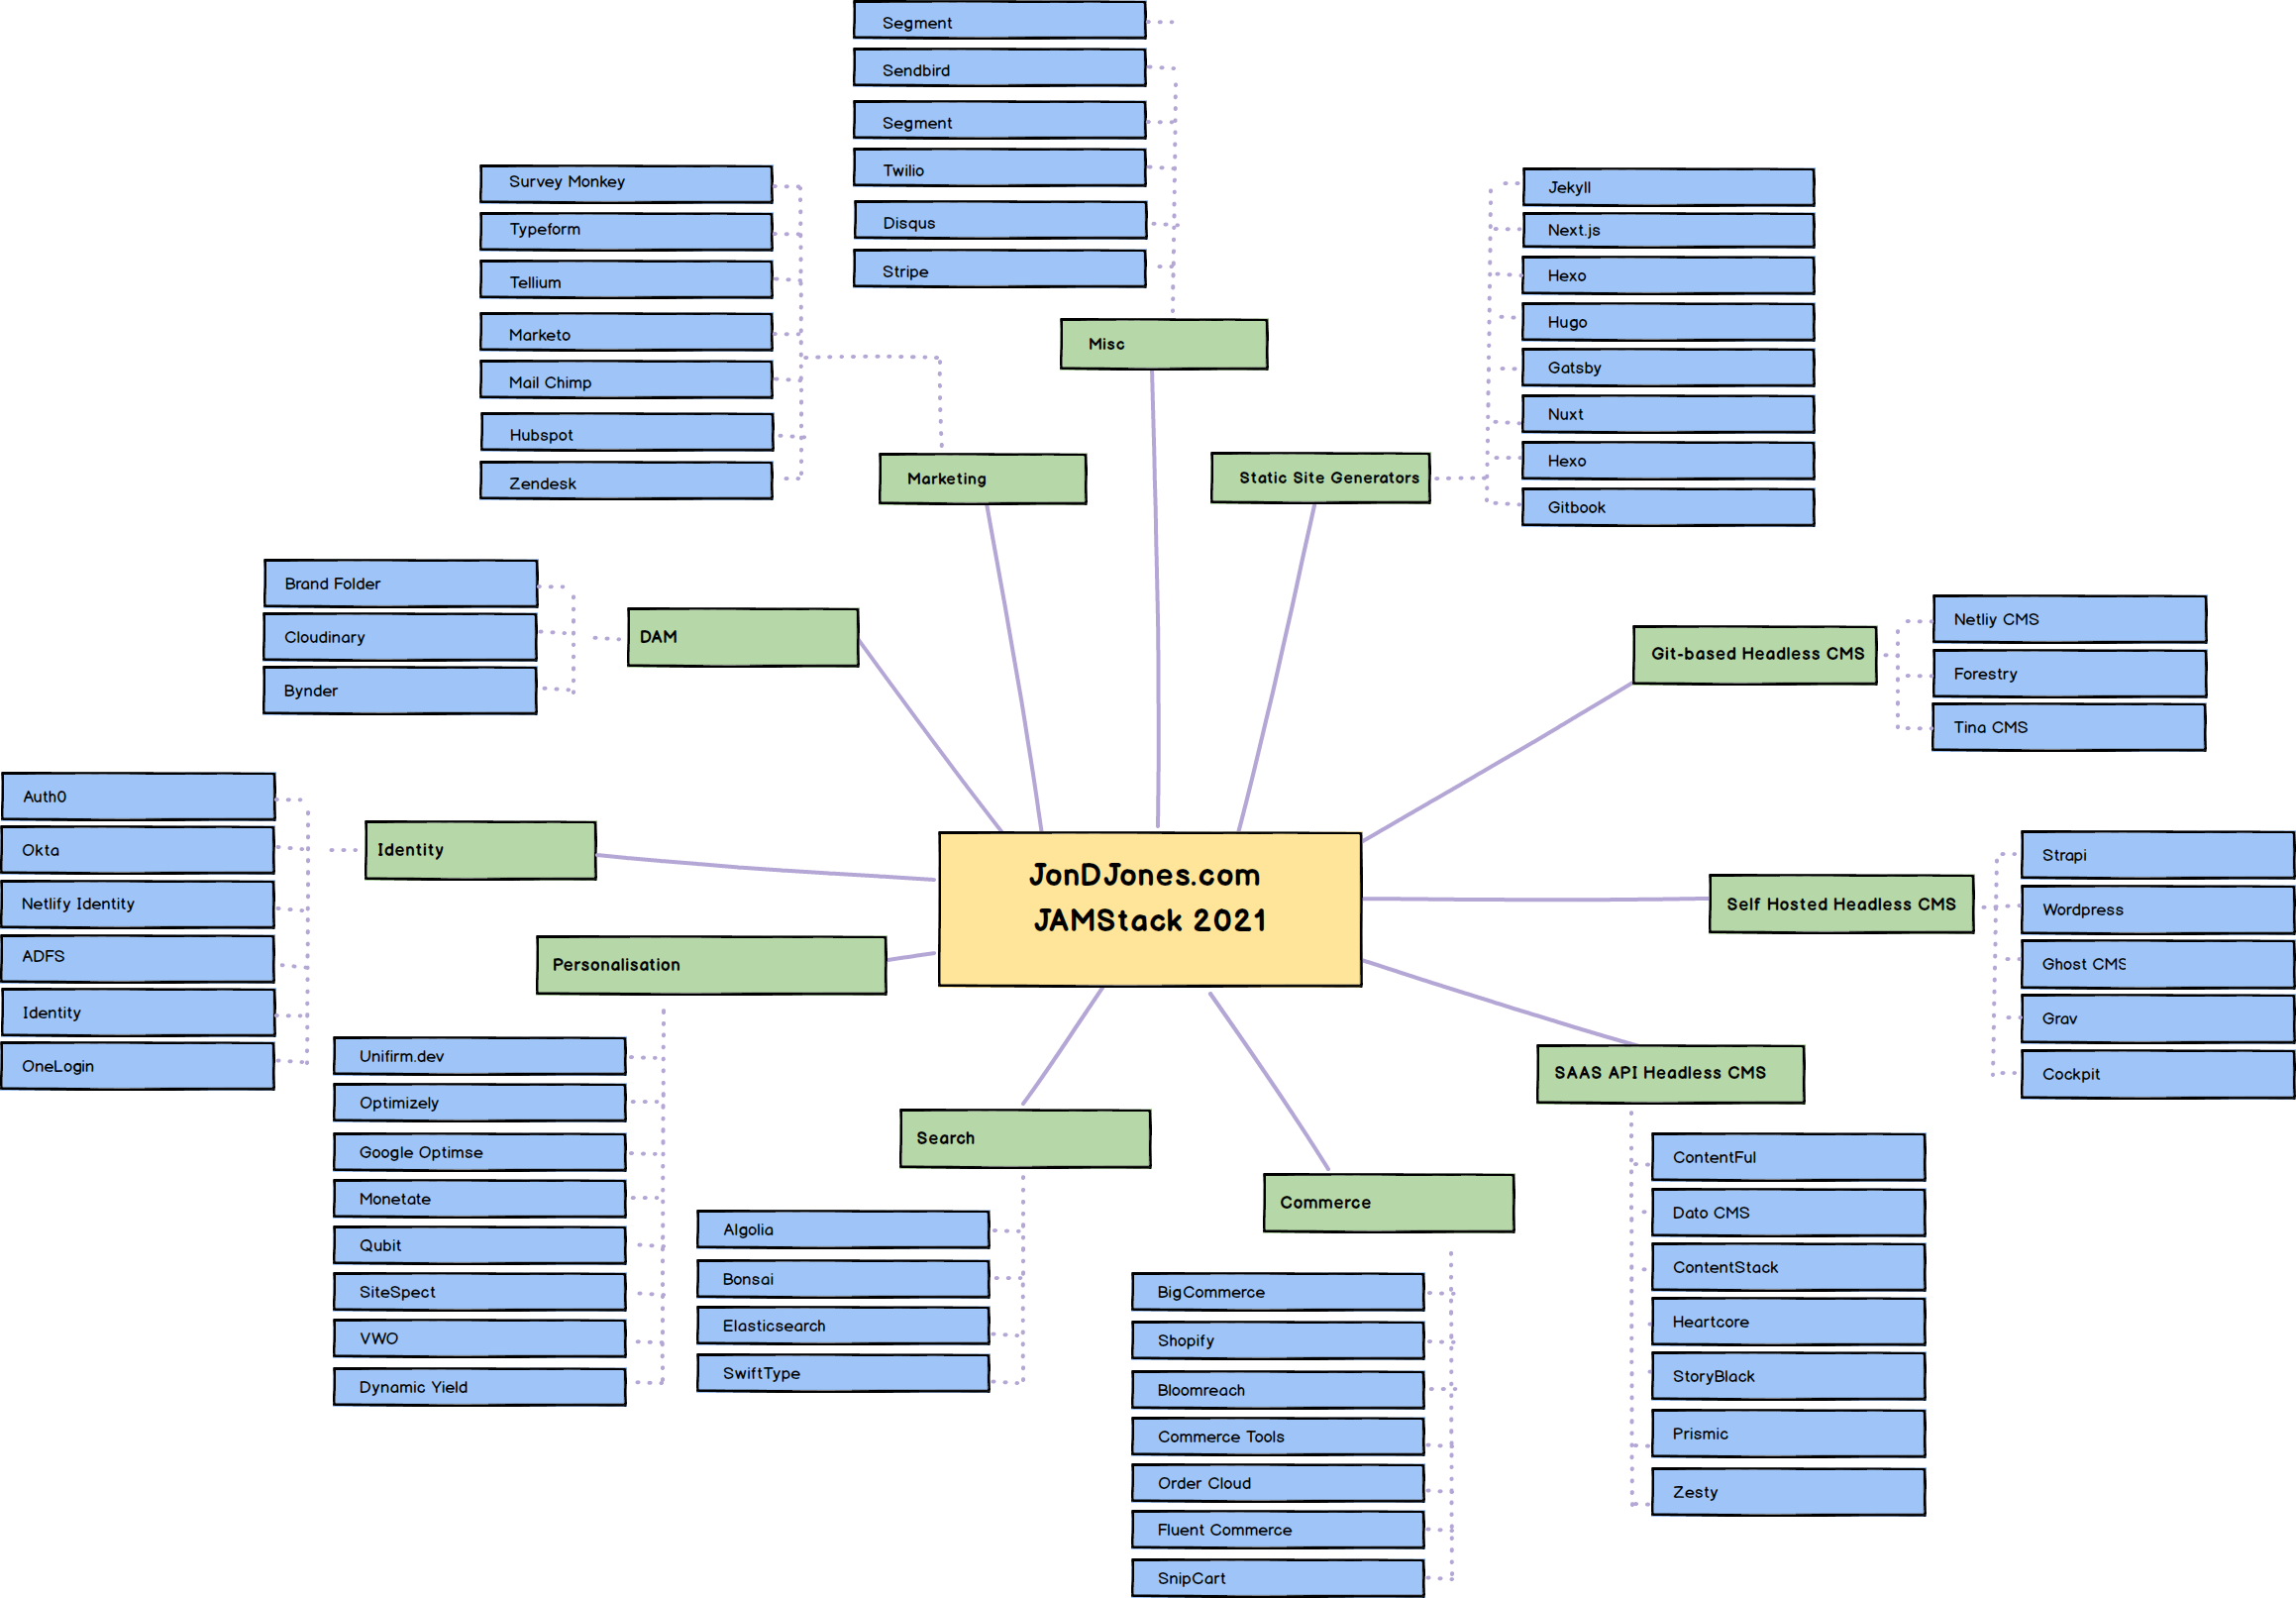 Segment
Sendbird
Segment
Twilio
Disqus
Stripe
Misc
Survey Monkey
Typeform
Tellium
Marketo
Mail Chimp
Hubspot
Zendesk
Marketing
Static Site Generators
Jekyll
Next.js
Hexo
Hugo
Gatsby
Nuxt
Hexo
Gitbook
Brand Folder
Cloudinary
Bynder
DAM
Git-based Headless CMS
Netliy CMS
Forestry
Tina CMS
Auth0
Okta
Netlify Identity
ADFS
Identity
OneLogin
Identity
JonDJones.com
JAMStack 2021
Self Hosted Headless CMS
Strapi
Wordpress
Ghost CMS
Grav
Cockpit
Personalisation
Unifirm.dev
Optimizely
Google Optimse
Monetate
Qubit
SiteSpect
VWO
Dynamic Yield
Search
Algolia
Bonsai
Elasticsearch
SwiftType
Commerce
BigCommerce
Shopify
Bloomreach
Commerce Tools
Order Cloud
Fluent Commerce
SnipCart
SAAS API Headless CMS
ContentFul
Dato CMS
ContentStack
Heartcore
StoryBlack
Prismic
Zesty